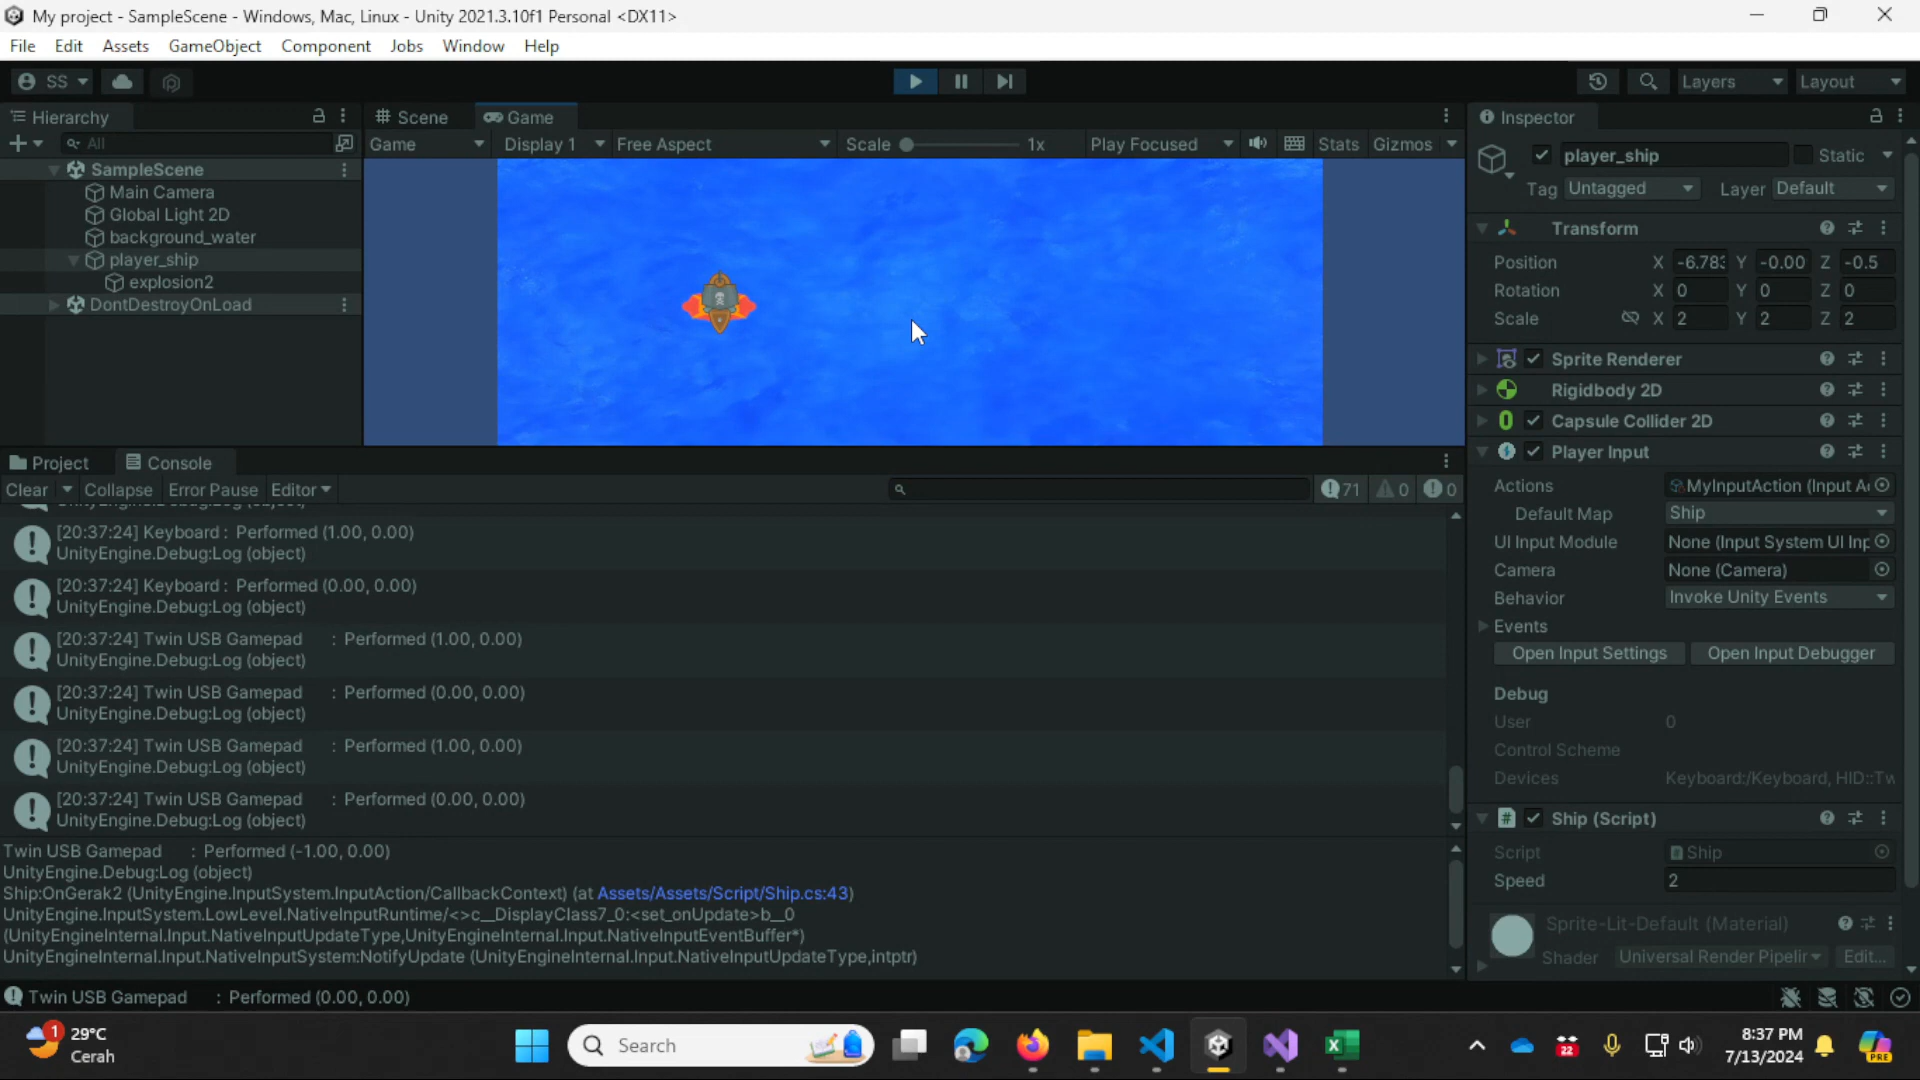 My project - SampleScene - Windows, Mac, Linux - Unity 2021.3.10f1 Personal <DX11>
File Edit Assets GameObject Component Jobs Window Help
SS Layers Layout
Hierarchy
All
SampleScene
Main Camera
Global Light 2D
background_water
player_ship
explosion2
DontDestroyOnLoad
Scene Game
Game Display 1 Free Aspect Scale 1x Play Focused Stats Gizmos
Inspector
player_ship Static
Tag Untagged Layer Default
Transform
Position X -6.783 Y -0.00 Z -0.5
Rotation X 0 Y 0 Z 0
Scale X 2 Y 2 Z 2
Sprite Renderer
Rigidbody 2D
Capsule Collider 2D
Player Input
Actions MyInputAction (Input A
Default Map Ship
UI Input Module None (Input System UI Inp
Camera None (Camera)
Behavior Invoke Unity Events
Events
Open Input Settings Open Input Debugger
Debug
User 0
Control Scheme
Devices Keyboard:/Keyboard, HID::Tw
Ship (Script)
Script Ship
Speed 2
Sprite-Lit-Default (Material)
Shader Universal Render Pipelir Edit...
Project Console
Clear Collapse Error Pause Editor 71 0 0
[20:37:24] Keyboard : Performed (1.00, 0.00)
UnityEngine.Debug:Log (object)
[20:37:24] Keyboard : Performed (0.00, 0.00)
UnityEngine.Debug:Log (object)
[20:37:24] Twin USB Gamepad : Performed (1.00, 0.00)
UnityEngine.Debug:Log (object)
[20:37:24] Twin USB Gamepad : Performed (0.00, 0.00)
UnityEngine.Debug:Log (object)
[20:37:24] Twin USB Gamepad : Performed (1.00, 0.00)
UnityEngine.Debug:Log (object)
[20:37:24] Twin USB Gamepad : Performed (0.00, 0.00)
UnityEngine.Debug:Log (object)
Twin USB Gamepad : Performed (-1.00, 0.00)
UnityEngine.Debug:Log (object)
Ship:OnGerak2 (UnityEngine.InputSystem.InputAction/CallbackContext) (at Assets/Assets/Script/Ship.cs:43)
UnityEngine.InputSystem.LowLevel.NativeInputRuntime/<>c__DisplayClass7_0:<set_onUpdate>b__0
(UnityEngineInternal.Input.NativeInputUpdateType,UnityEngineInternal.Input.NativeInputEventBuffer*)
UnityEngineInternal.Input.NativeInputSystem:NotifyUpdate (UnityEngineInternal.Input.NativeInputUpdateType,intptr)
Twin USB Gamepad : Performed (0.00, 0.00)
1 29°C
Cerah
Search
22
8:37 PM
7/13/2024
PRE